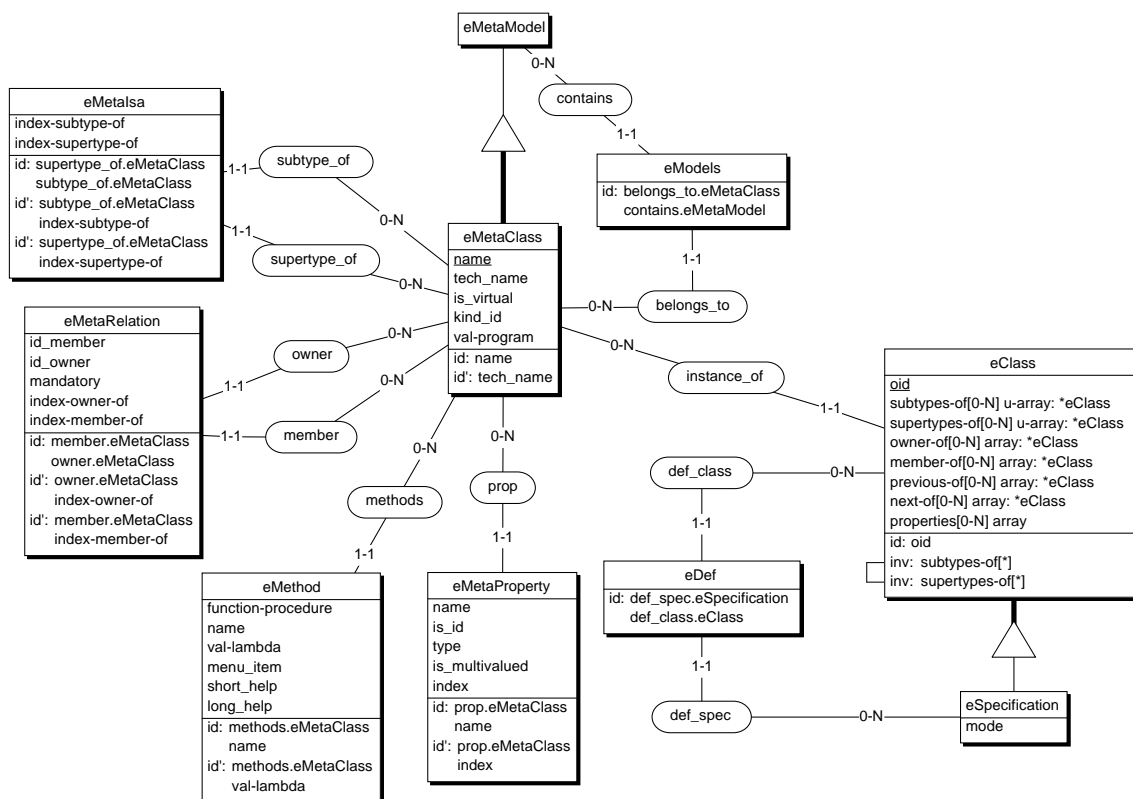 eMetaModel
0-N
contains
1-1
eMetaIsa
index-subtype-of
index-supertype-of
id: supertype_of.eMetaClass
subtype_of.eMetaClass
id': subtype_of.eMetaClass
index-subtype-of
id': supertype_of.eMetaClass
index-supertype-of
1-1
subtype_of
0-N
1-1
supertype_of
0-N
eModels
id: belongs_to.eMetaClass
contains.eMetaModel
1-1
belongs_to
0-N
eMetaClass
name
tech_name
is_virtual
kind_id
val-program
id: name
id': tech_name
eMetaRelation
id_member
id_owner
mandatory
index-owner-of
index-member-of
id: member.eMetaClass
owner.eMetaClass
id': owner.eMetaClass
index-owner-of
id': member.eMetaClass
index-member-of
0-N
owner
1-1
0-N
member
1-1
0-N
instance_of
1-1
eClass
oid
subtypes-of[0-N] u-array: *eClass
supertypes-of[0-N] u-array: *eClass
owner-of[0-N] array: *eClass
member-of[0-N] array: *eClass
previous-of[0-N] array: *eClass
next-of[0-N] array: *eClass
properties[0-N] array
id: oid
inv: subtypes-of[*]
inv: supertypes-of[*]
0-N
methods
1-1
0-N
prop
1-1
def_class
0-N
1-1
eMethod
function-procedure
name
val-lambda
menu_item
short_help
long_help
id: methods.eMetaClass
name
id': methods.eMetaClass
val-lambda
eMetaProperty
name
is_id
type
is_multivalued
index
id: prop.eMetaClass
name
id': prop.eMetaClass
index
eDef
id: def_spec.eSpecification
def_class.eClass
1-1
def_spec
0-N
eSpecification
mode